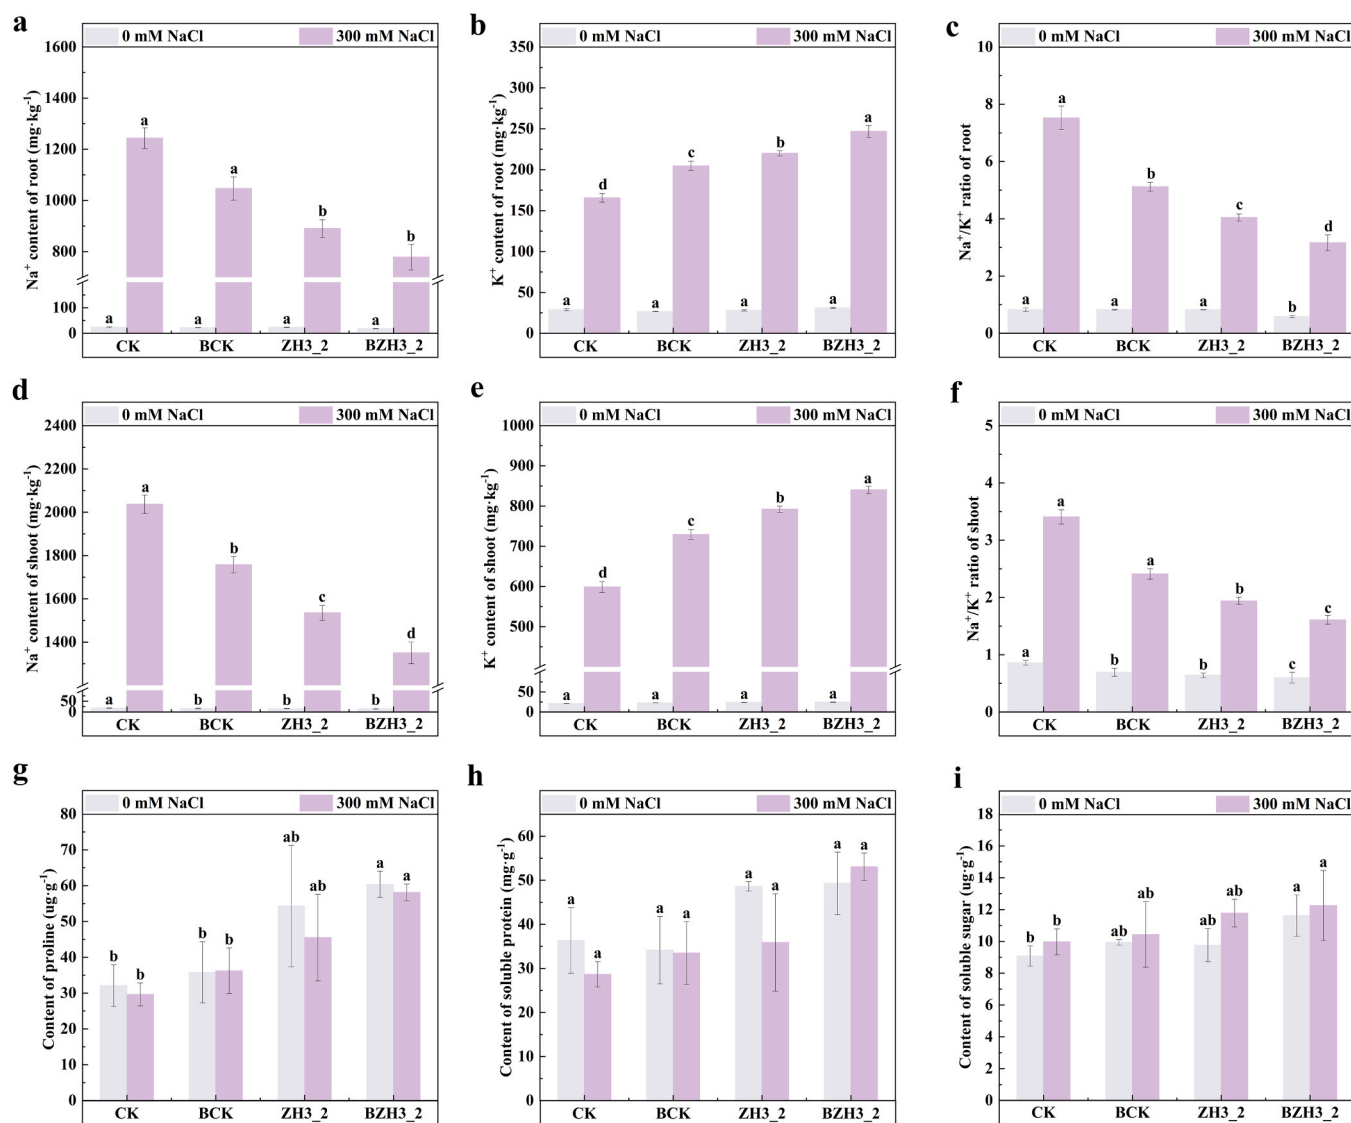 a
0 mM NaCl 300 mM NaCl
1600
1400
1200
1000
800
100
0
Na⁺ content of root (mg·kg⁻¹)
a a a a a b a b
CK BCK ZH3_2 BZH3_2
b
0 mM NaCl 300 mM NaCl
350
300
250
200
150
100
50
0
K⁺ content of root (mg·kg⁻¹)
a d a c a b a a
CK BCK ZH3_2 BZH3_2
c
0 mM NaCl 300 mM NaCl
10
8
6
4
2
0
Na⁺/K⁺ ratio of root
a a a b a c b d
CK BCK ZH3_2 BZH3_2
d
0 mM NaCl 300 mM NaCl
2400
2200
2000
1800
1600
1400
50
0
Na⁺ content of shoot (mg·kg⁻¹)
a a b b b c b d
CK BCK ZH3_2 BZH3_2
e
0 mM NaCl 300 mM NaCl
1000
900
800
700
600
500
50
0
K⁺ content of shoot (mg·kg⁻¹)
a d a c a b a a
CK BCK ZH3_2 BZH3_2
f
0 mM NaCl 300 mM NaCl
5
4
3
2
1
0
Na⁺/K⁺ ratio of shoot
a a b a b b c c
CK BCK ZH3_2 BZH3_2
g
0 mM NaCl 300 mM NaCl
80
70
60
50
40
30
20
10
0
Content of proline (ug·g⁻¹)
b b b b ab ab a a
CK BCK ZH3_2 BZH3_2
h
0 mM NaCl 300 mM NaCl
60
50
40
30
20
10
0
Content of soluble protein (mg·g⁻¹)
a a a a a a a a
CK BCK ZH3_2 BZH3_2
i
0 mM NaCl 300 mM NaCl
18
16
14
12
10
8
6
4
2
0
Content of soluble sugar (ug·g⁻¹)
b b ab ab ab ab a a
CK BCK ZH3_2 BZH3_2